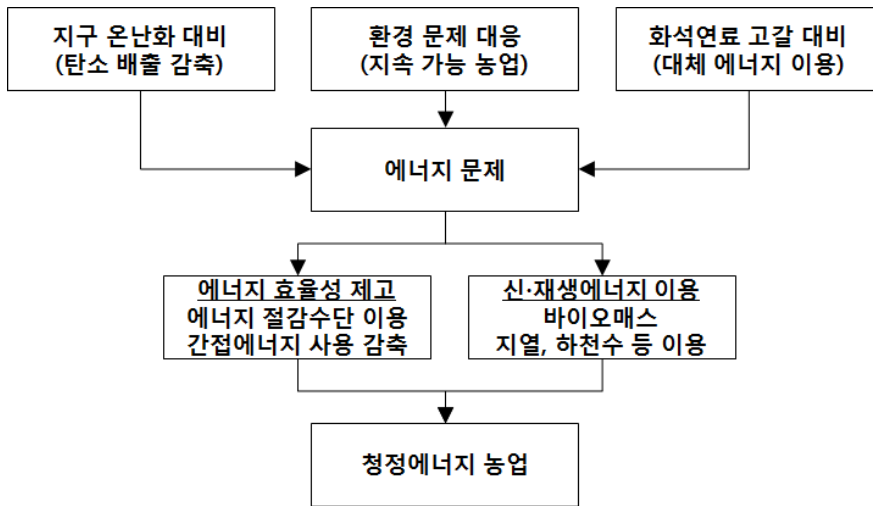 지구 온난화 대비
(탄소 배출 감축)
환경 문제 대응
(지속 가능 농업)
화석연료 고갈 대비
(대체 에너지 이용)
에너지 문제
에너지 효율성 제고
에너지 절감수단 이용
간접에너지 사용 감축
신·재생에너지 이용
바이오매스
지열, 하천수 등 이용
청정에너지 농업